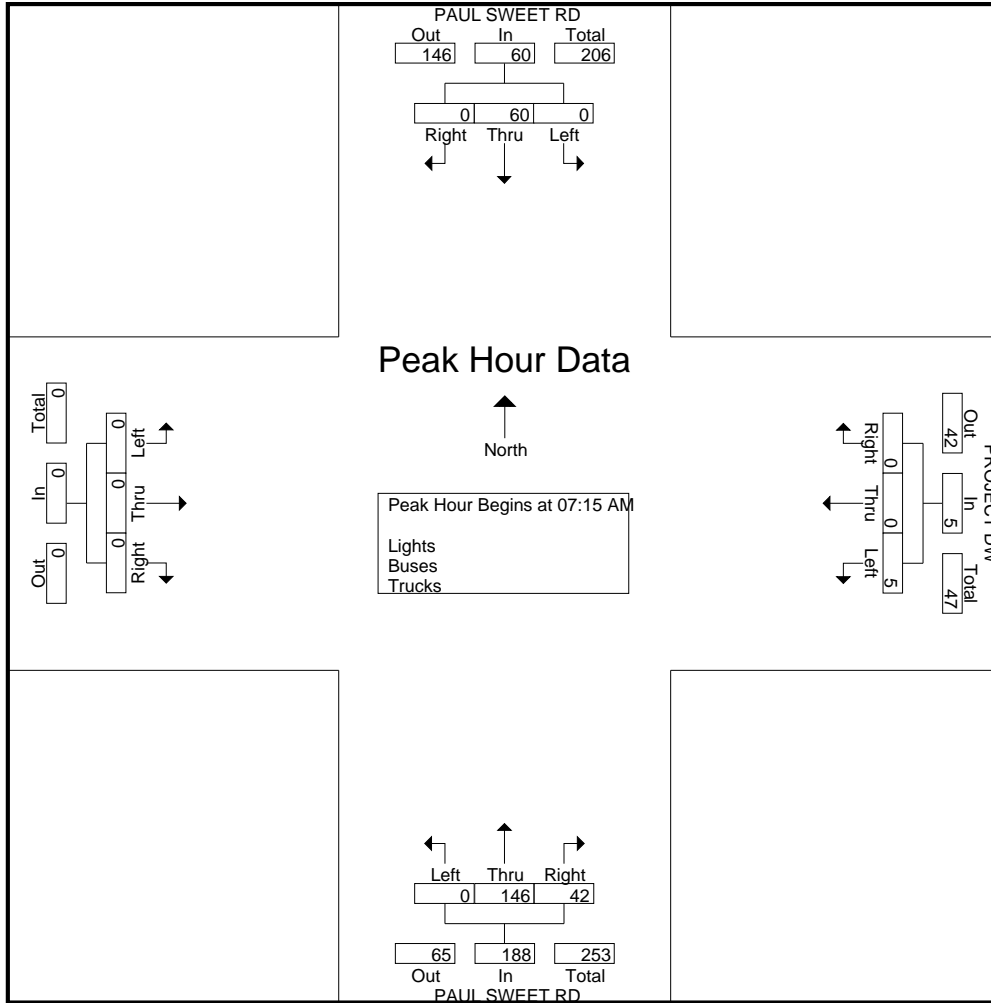 PAUL SWEET RD
Out In Total
146 60 206
0 60 0
Right Thru Left
Peak Hour Data
North
Peak Hour Begins at 07:15 AM
Lights
Buses
Trucks
Total 0
In 0
Out 0
0 Left
0 Thru
0 Right
Right 0
Thru 0
Left 5
Out 42
In 5
Total 47
PROJECT DW
Left Thru Right
0 146 42
65 188 253
Out In Total
PAUL SWEET RD